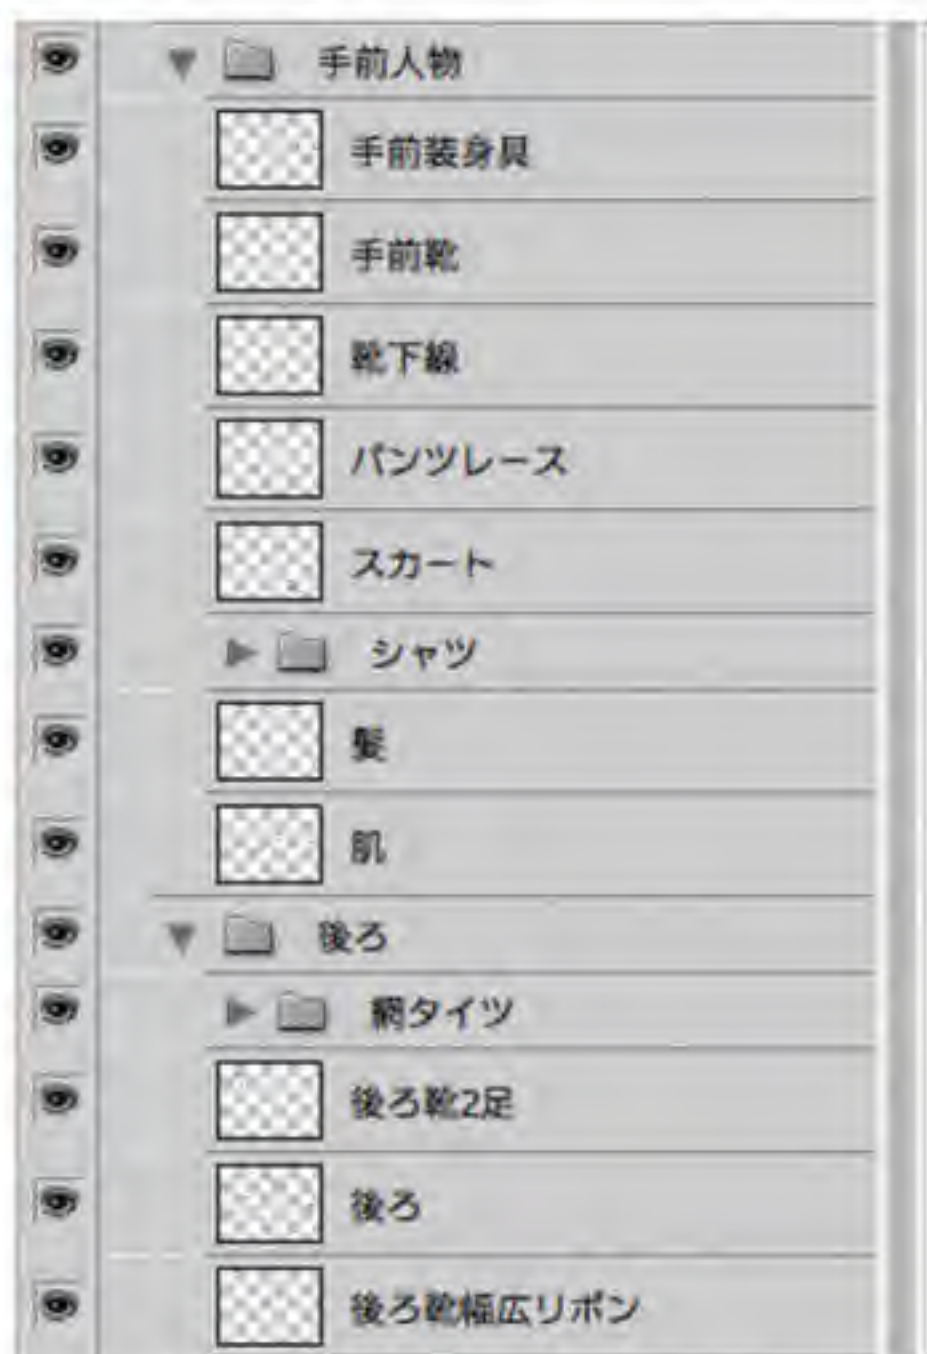 手前人物
手前装身具
手前靴
靴下線
パンツレース
スカート
シャツ
髪
肌
後ろ
網タイツ
後ろ靴2足
後ろ
後ろ靴幅広リボン